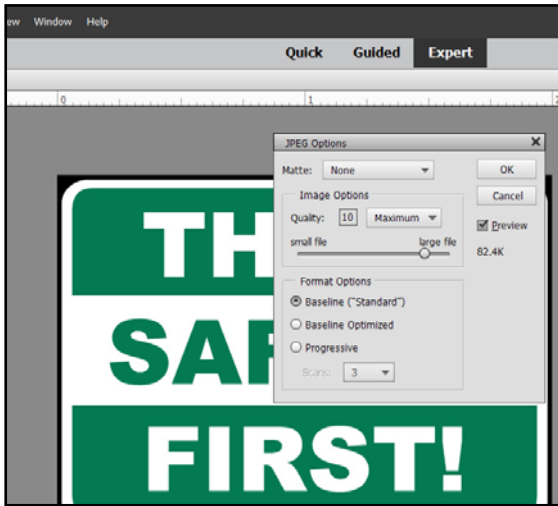 ew Window Help
Quick Guided Expert
0 1 2
JPEG Options
Matte: None
OK
Image Options
Cancel
Quality: 10 Maximum
Preview
small file large file
82.4K
Format Options
Baseline ("Standard")
Baseline Optimized
Progressive
Scans: 3
TH
SAF
FIRST!